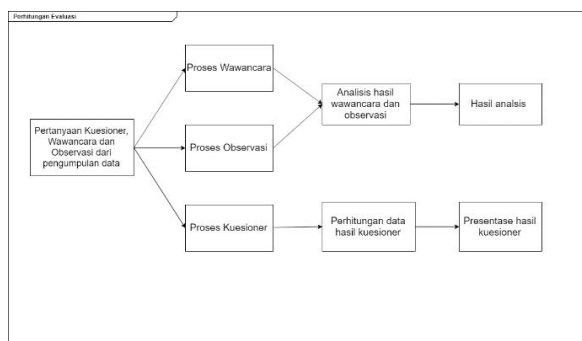 Perhitungan Evaluasi
Proses Wawancara
Pertanyaan Kuesioner,
Wawancara dan
Observasi dari
pengumpulan data
Proses Observasi
Analisis hasil
wawancara dan
observasi
Hasil analsis
Proses Kuesioner
Perhitungan data
hasil kuesioner
Presentase hasil
kuesioner